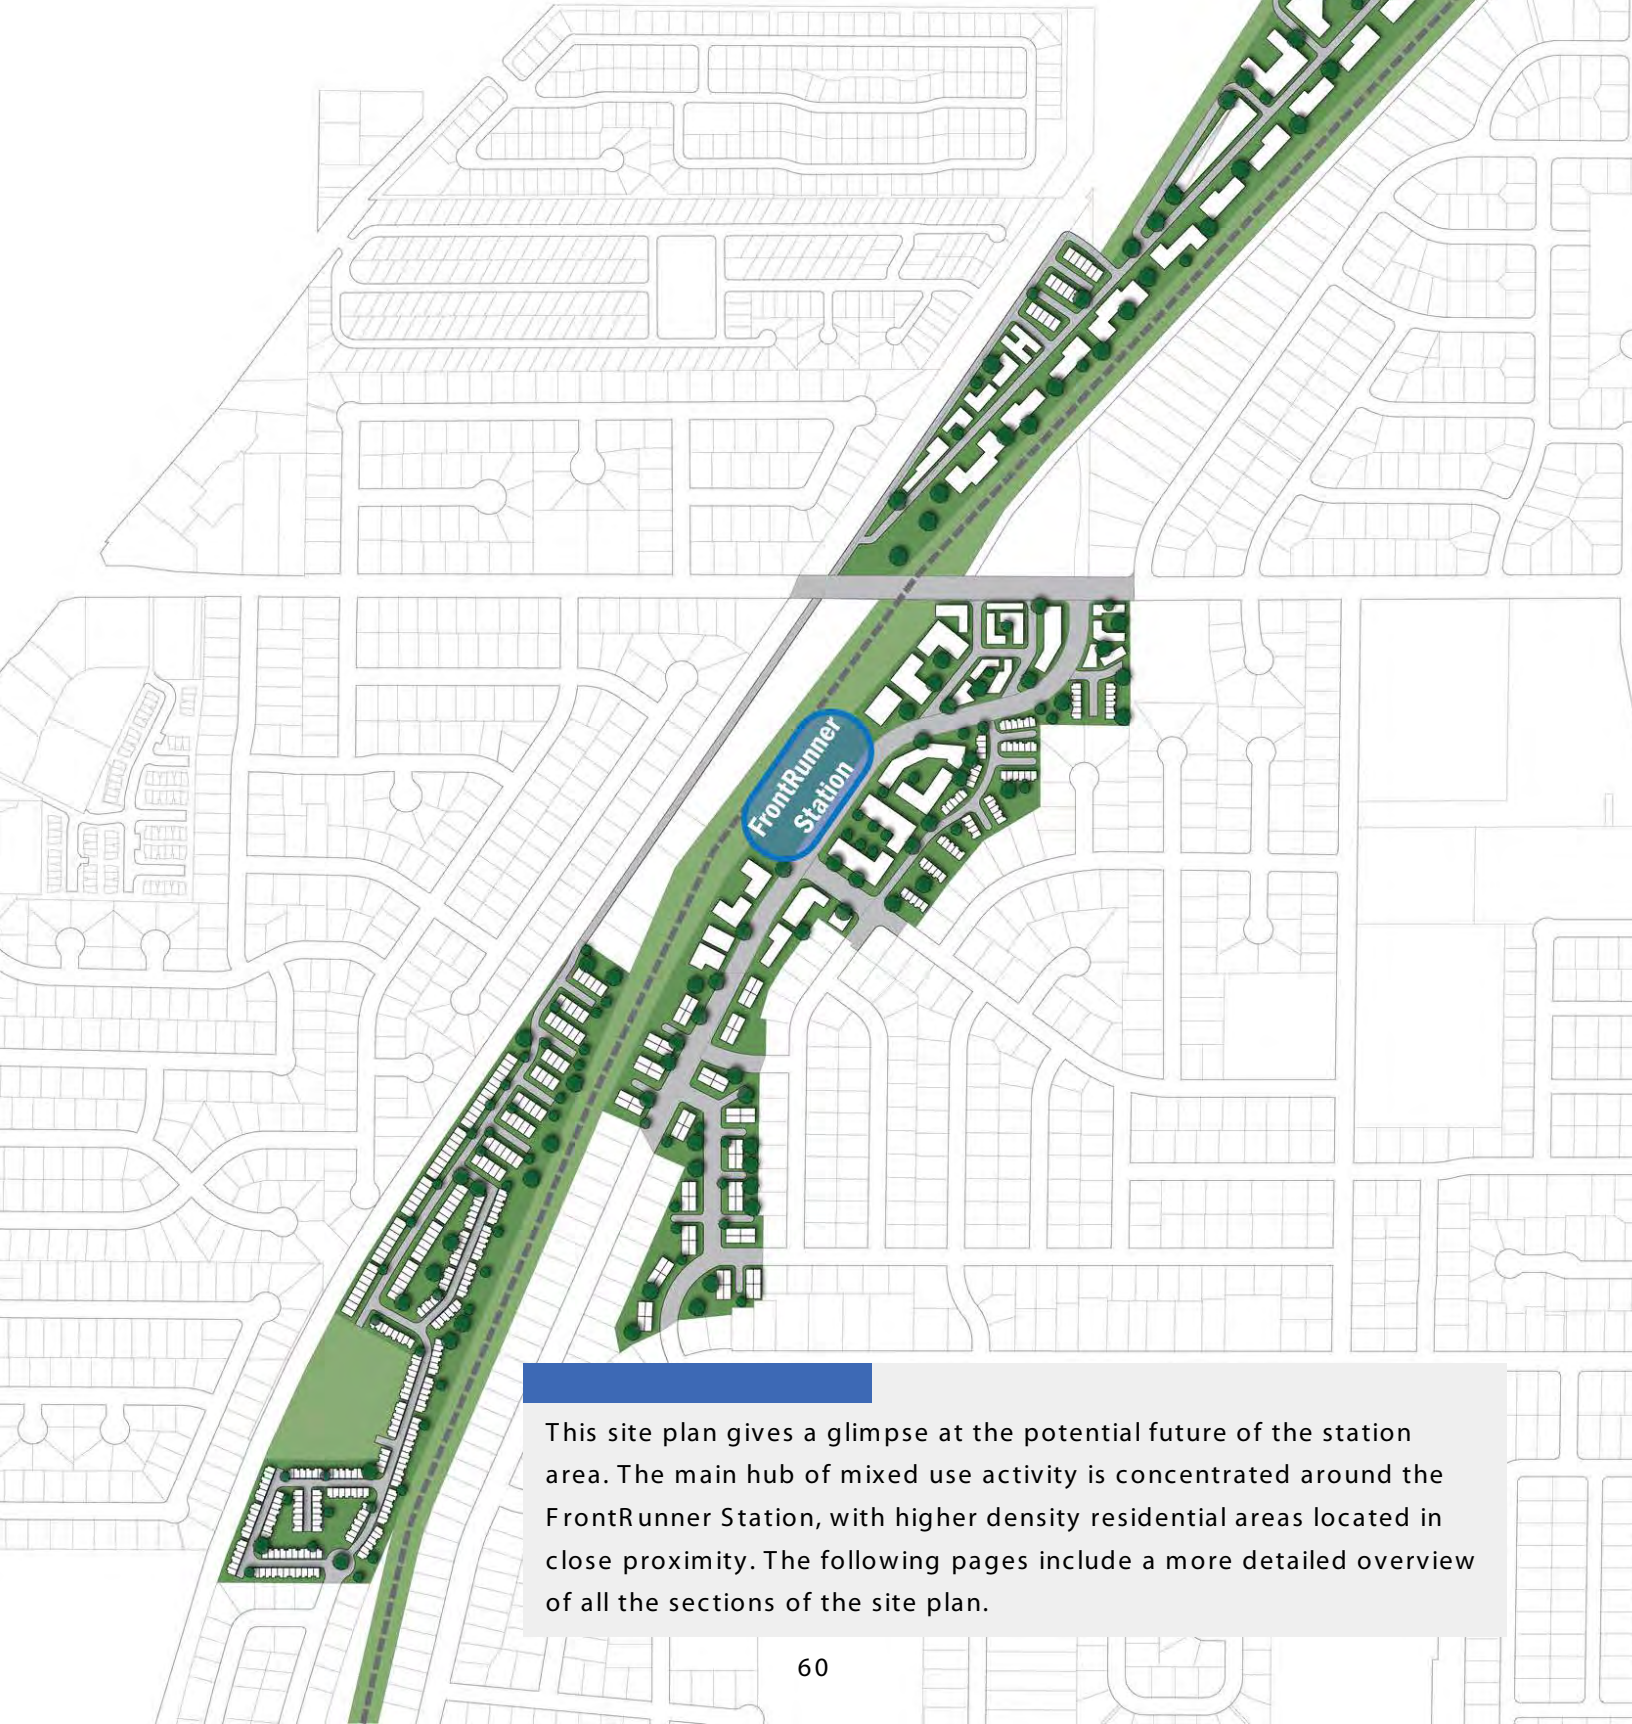 FrontRunner
Station
This site plan gives a glimpse at the potential future of the station
area. The main hub of mixed use activity is concentrated around the
FrontRunner Station, with higher density residential areas located in
close proximity. The following pages include a more detailed overview
of all the sections of the site plan.
60